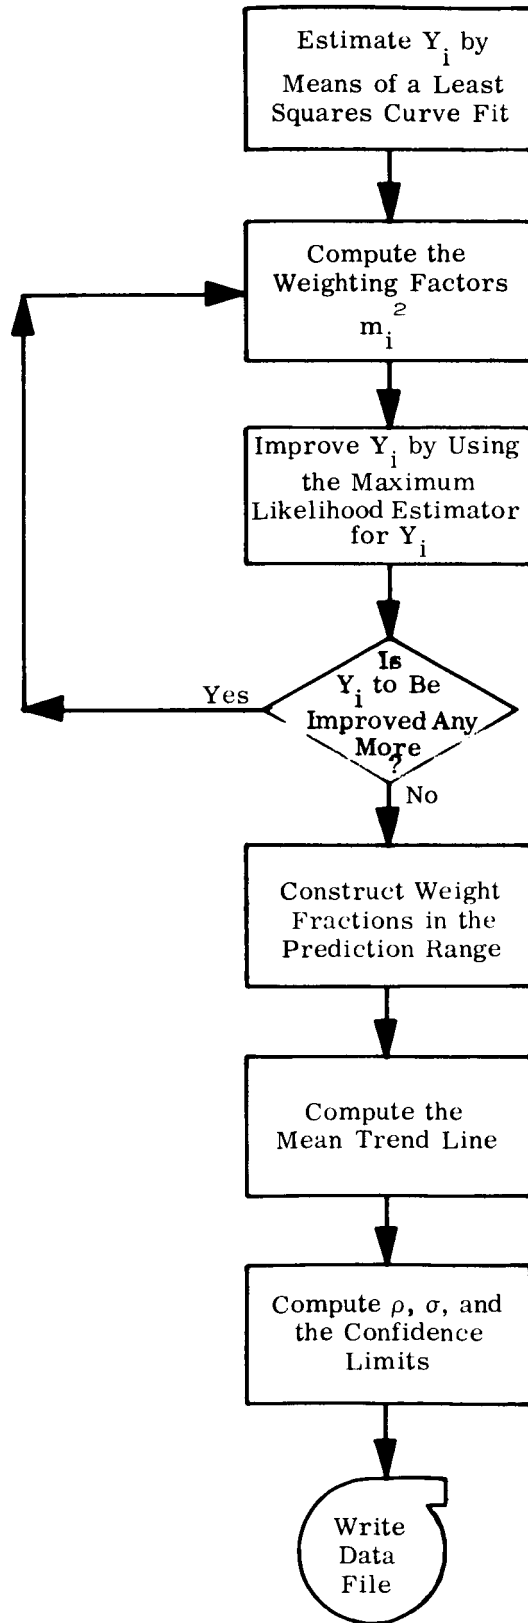 Estimate Y_i by
Means of a Least
Squares Curve Fit
Compute the
Weighting Factors
m_i^2
Improve Y_i by Using
the Maximum
Likelihood Estimator
for Y_i
Is
Y_i to Be
Improved Any
More
?
Yes
No
Construct Weight
Fractions in the
Prediction Range
Compute the
Mean Trend Line
Compute ρ, σ, and
the Confidence
Limits
Write
Data
File